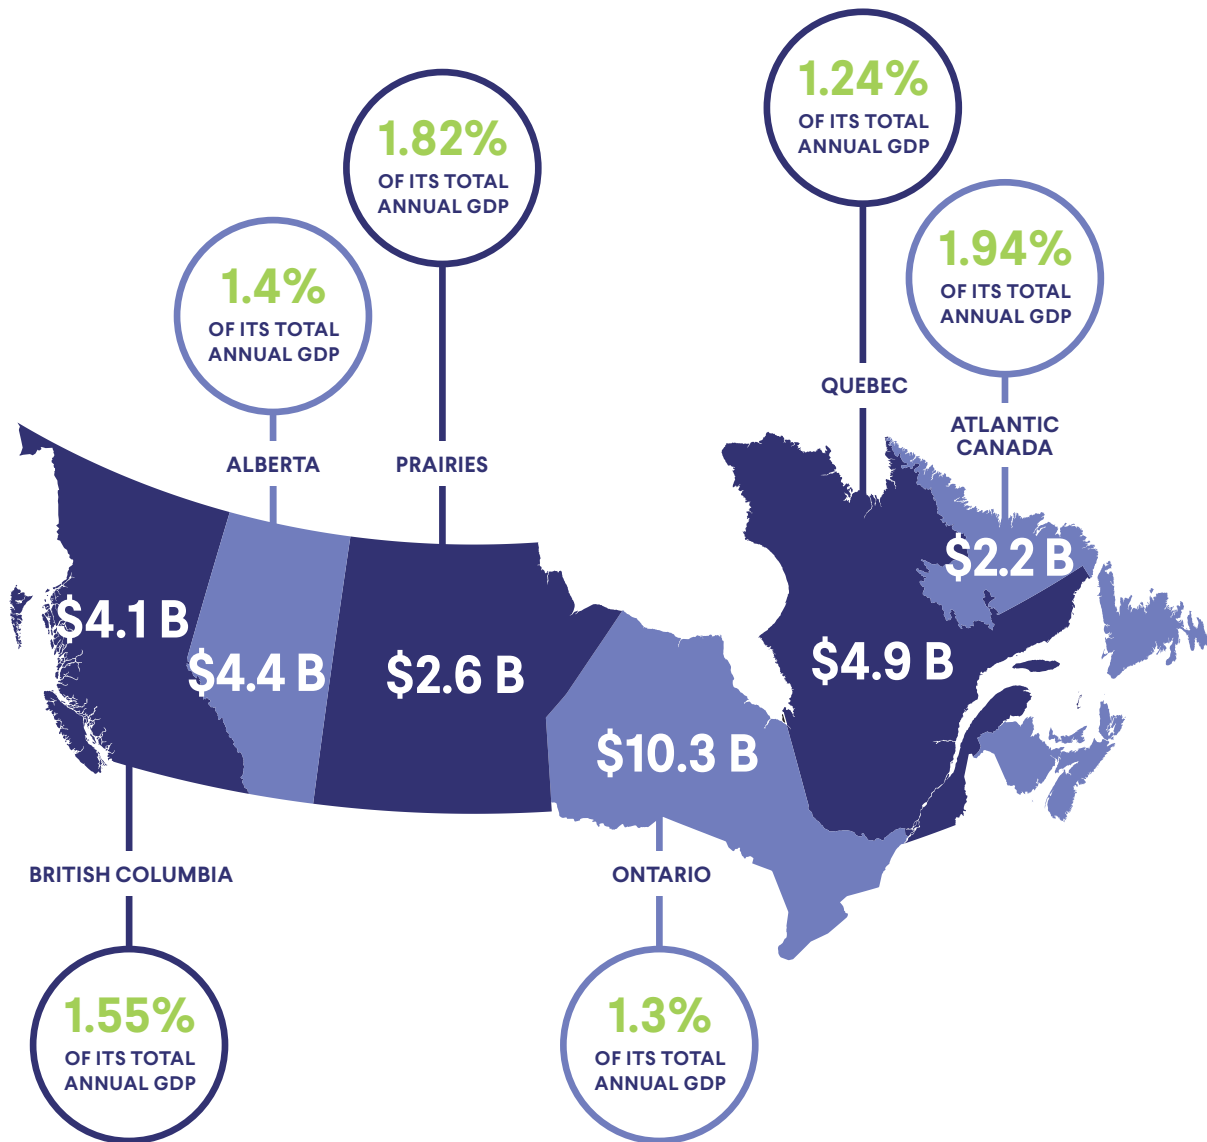 1.24%
OF ITS TOTAL
ANNUAL GDP
1.82%
OF ITS TOTAL
ANNUAL GDP
1.94%
OF ITS TOTAL
ANNUAL GDP
1.4%
OF ITS TOTAL
ANNUAL GDP
QUEBEC
ATLANTIC
CANADA
ALBERTA
PRAIRIES
$2.2 B
$4.1 B
$4.4 B
$2.6 B
$4.9 B
$10.3 B
BRITISH COLUMBIA
ONTARIO
1.55%
OF ITS TOTAL
ANNUAL GDP
1.3%
OF ITS TOTAL
ANNUAL GDP